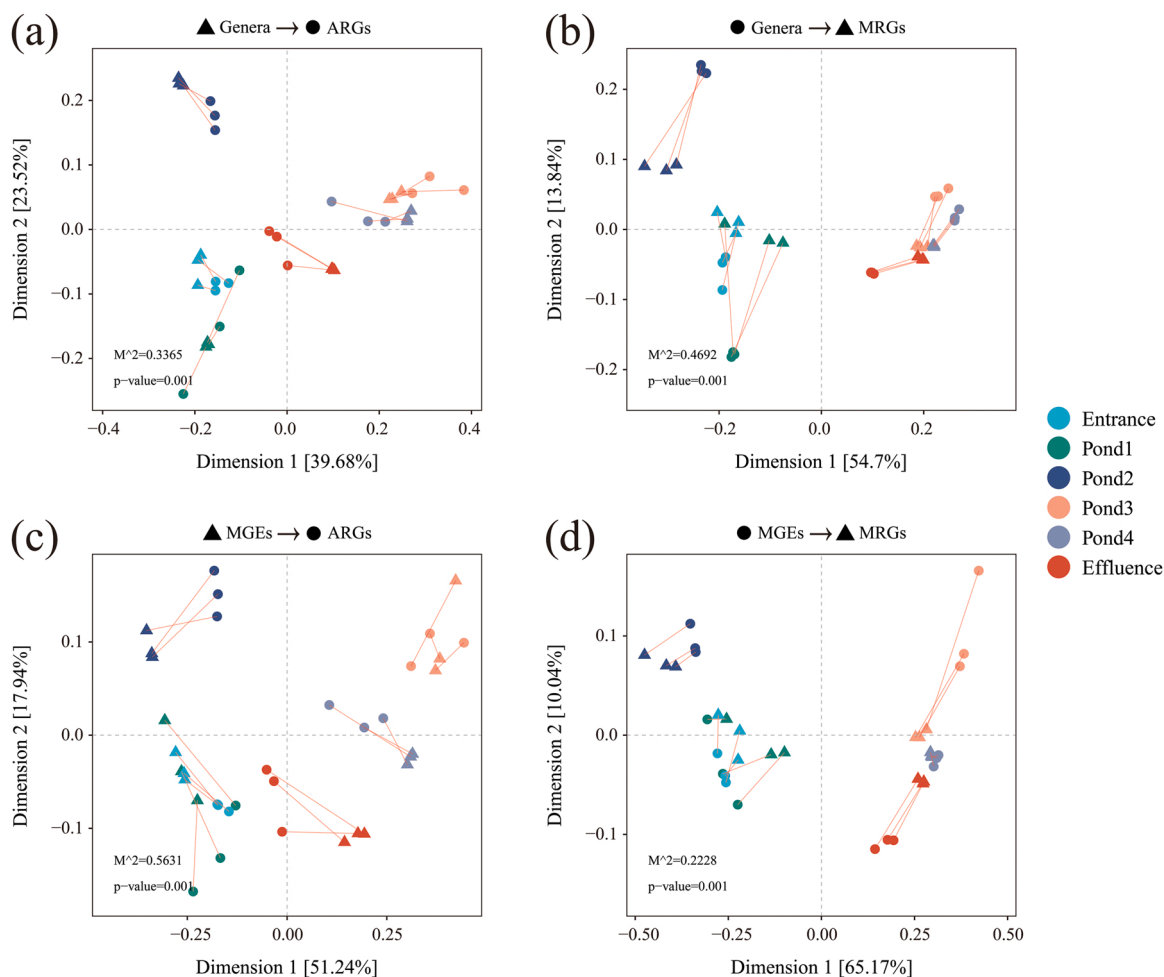 (a)
Genera → ARGs
0.2
0.0
−0.2
Dimension 2 [23.52%]
M^2=0.3365
p−value=0.001
−0.4 −0.2 0.0 0.2 0.4
Dimension 1 [39.68%]
(b)
Genera → MRGs
0.2
0.1
0.0
−0.1
−0.2
Dimension 2 [13.84%]
M^2=0.4692
p−value=0.001
−0.2 0.0 0.2
Dimension 1 [54.7%]
Entrance
Pond1
Pond2
Pond3
Pond4
Effluence
(c)
MGEs → ARGs
0.1
0.0
−0.1
Dimension 2 [17.94%]
M^2=0.5631
p−value=0.001
−0.25 0.00 0.25
Dimension 1 [51.24%]
(d)
MGEs → MRGs
0.1
0.0
−0.1
Dimension 2 [10.04%]
M^2=0.2228
p−value=0.001
−0.50 −0.25 0.00 0.25 0.50
Dimension 1 [65.17%]